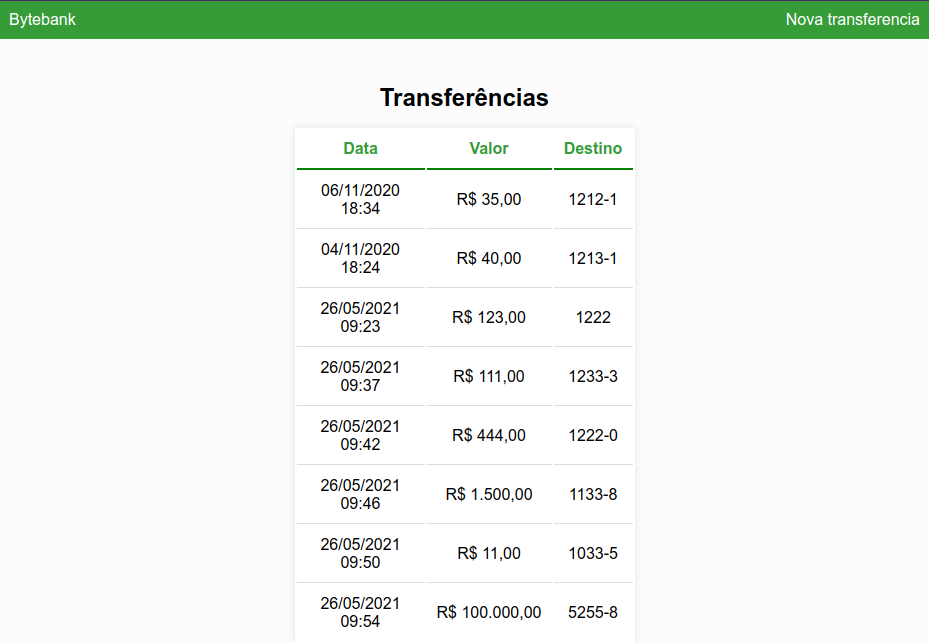 Bytebank Nova transferencia
Transferências
Data Valor Destino
06/11/2020
18:34 R$ 35,00 1212-1
04/11/2020
18:24 R$ 40,00 1213-1
26/05/2021
09:23 R$ 123,00 1222
26/05/2021
09:37 R$ 111,00 1233-3
26/05/2021
09:42 R$ 444,00 1222-0
26/05/2021
09:46 R$ 1.500,00 1133-8
26/05/2021
09:50 R$ 11,00 1033-5
26/05/2021
09:54 R$ 100.000,00 5255-8